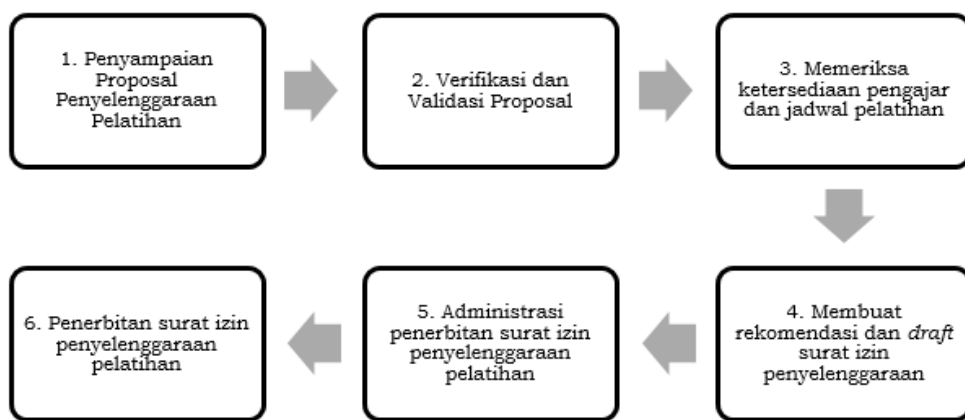 1. Penyampaian
Proposal
Penyelenggaraan
Pelatihan
2. Verifikasi dan
Validasi Proposal
3. Memeriksa
ketersediaan pengajar
dan jadwal pelatihan
4. Membuat
rekomendasi dan draft
surat izin
penyelenggaraan
5. Administrasi
penerbitan surat izin
penyelenggaraan
pelatihan
6. Penerbitan surat izin
penyelenggaraan
pelatihan